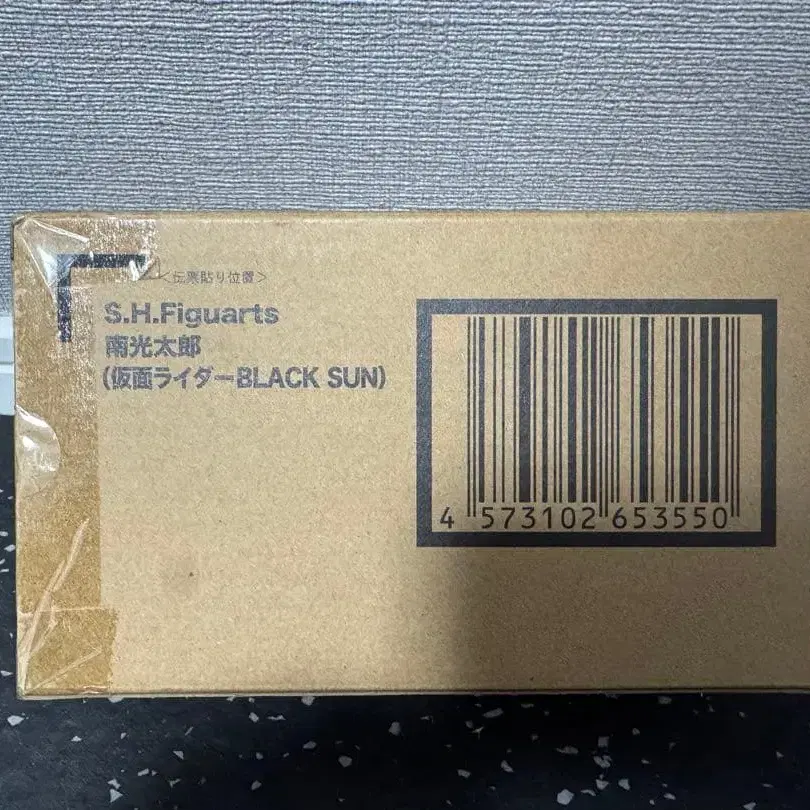 <伝票貼り位置>
S.H.Figuarts
南光太郎
(仮面ライダーBLACK SUN)
4 573102 653550